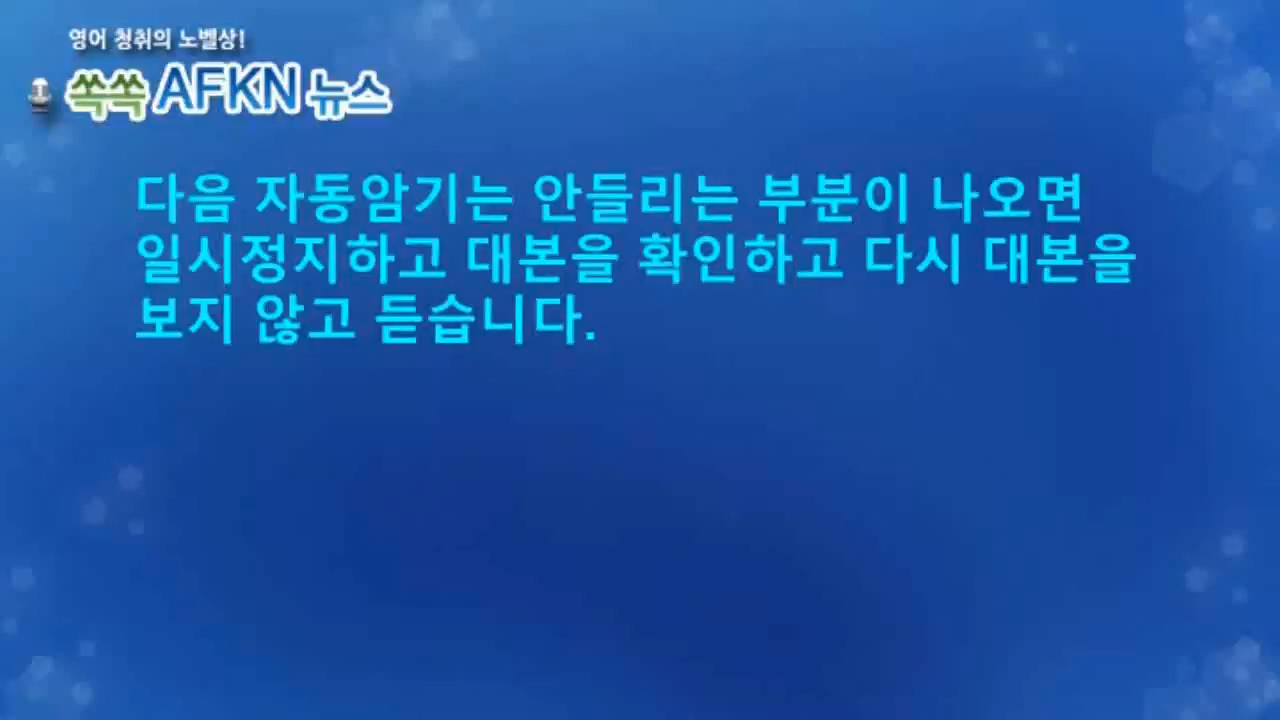 영어 청취의 노벨상!
쏙쏙 AFKN 뉴스
다음 자동암기는 안들리는 부분이 나오면
일시정지하고 대본을 확인하고 다시 대본을
보지 않고 듣습니다.